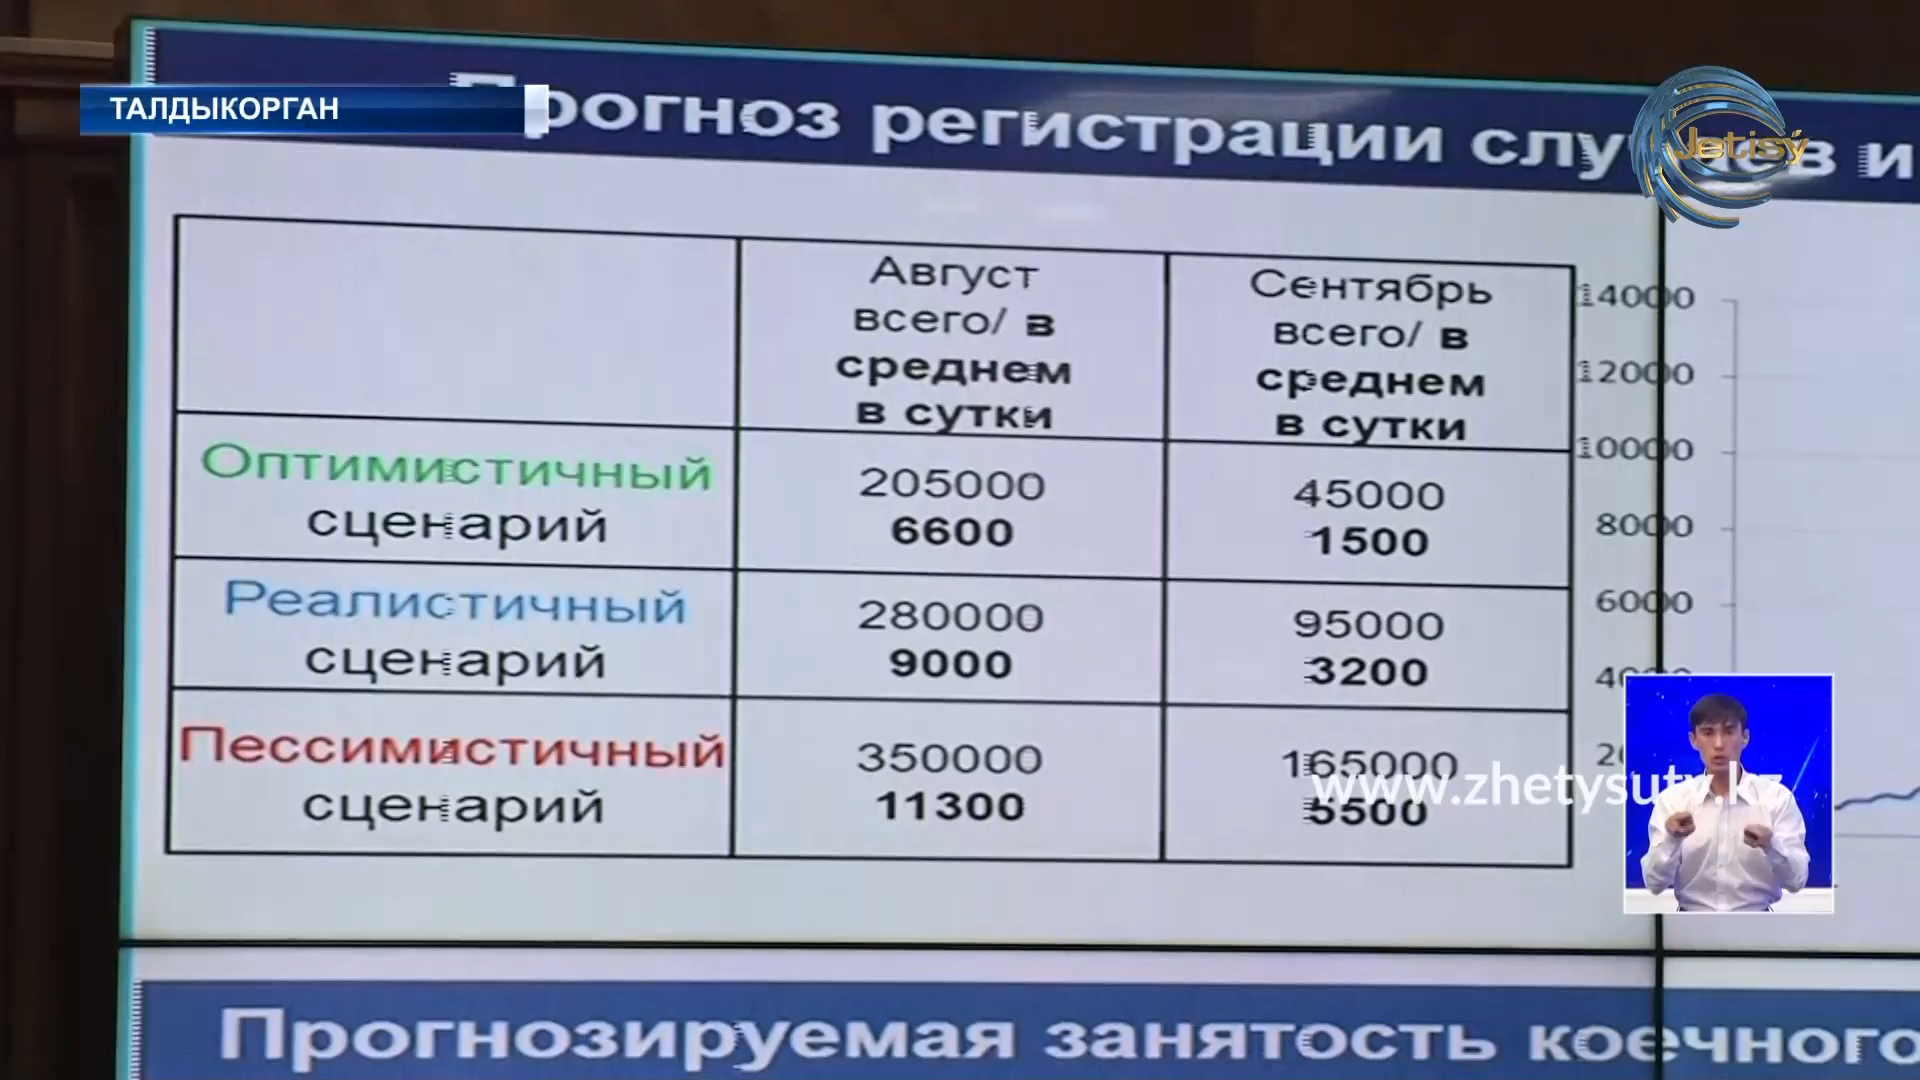 ТАЛДЫКОРГАН
Прогноз регистрации случаев и
Jetisý
Август
всего/ в
среднем
в сутки
Сентябрь
всего/ в
среднем
в сутки
Оптимистичный
сценарий
205000
6600
45000
1500
Реалистичный
сценарий
280000
9000
95000
3200
Пессимистичный
сценарий
350000
11300
165000
5500
14000
12000
10000
8000
6000
www.zhetysutv.kz
Прогнозируемая занятость коечного